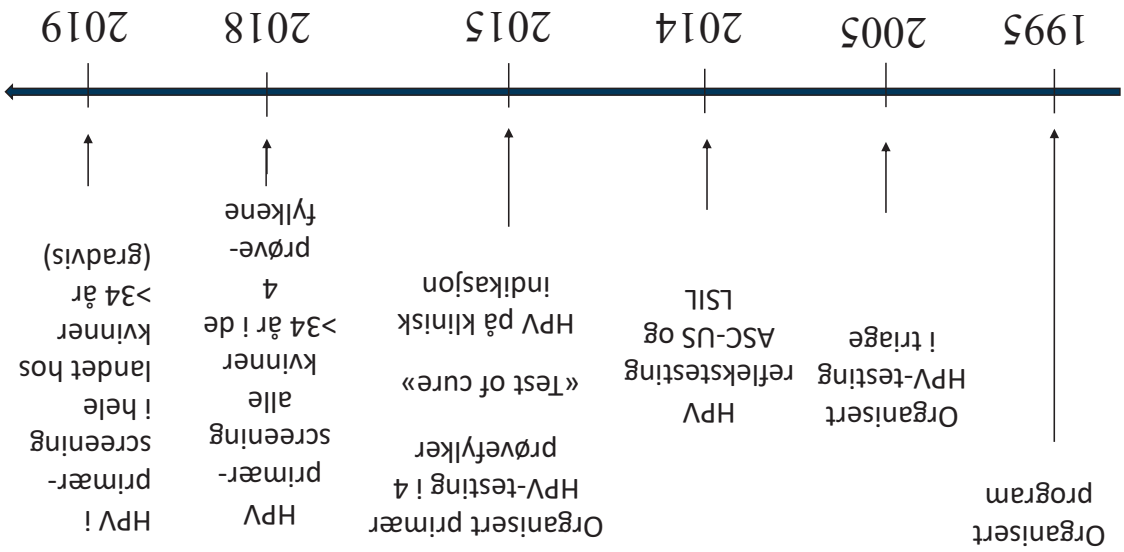 Organisert
program
Organisert
HPV-testing
i triage
HPV
reflekstesting
ASC-US og
LSIL
Organisert primær
HPV-testing i 4
prøvefylker
«Test of cure»
HPV på klinisk
indikasjon
HPV
primær-
screening
alle
kvinner
>34 år i de
4
prøve-
fylkene
HPV i
primær-
screening
i hele
landet hos
kvinner
>34 år
(gradvis)
1995
2005
2014
2015
2018
2019